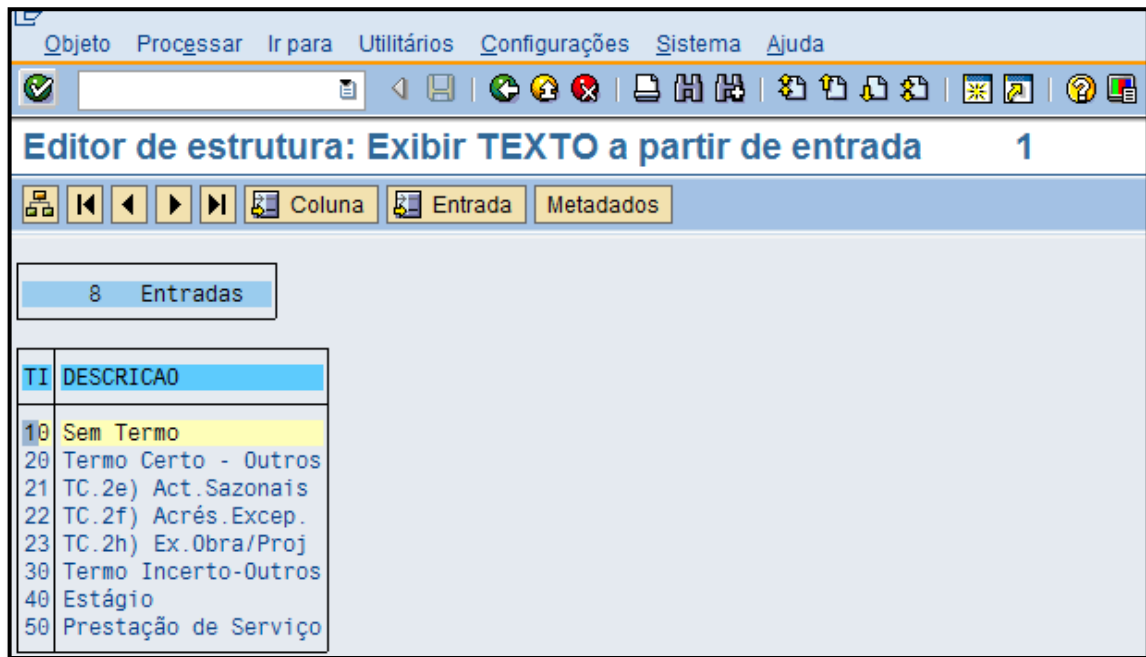 Objeto Processar Ir para Utilitários Configurações Sistema Ajuda
Editor de estrutura: Exibir TEXTO a partir de entrada 1
Coluna Entrada Metadados
8 Entradas
TI DESCRICAO
10 Sem Termo
20 Termo Certo - Outros
21 TC.2e) Act.Sazonais
22 TC.2f) Acrés.Excep.
23 TC.2h) Ex.Obra/Proj
30 Termo Incerto-Outros
40 Estágio
50 Prestação de Serviço